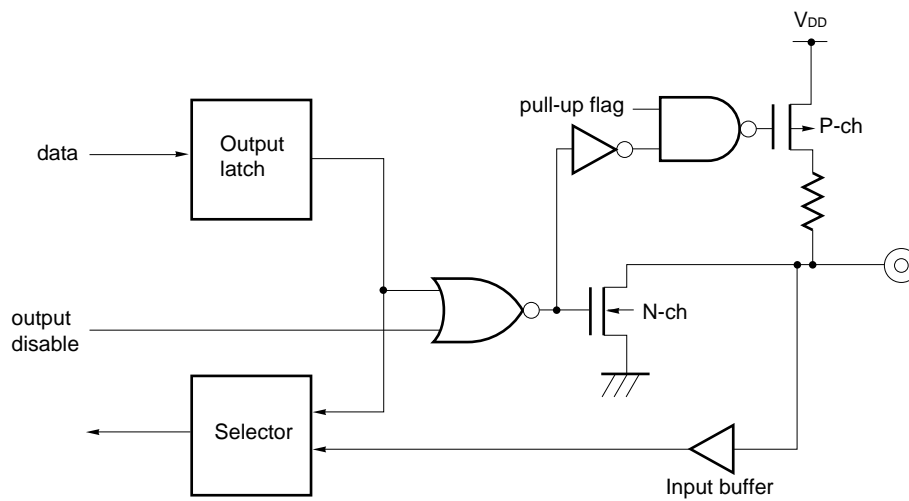 VDD
pull-up flag
P-ch
data
Output
latch
N-ch
output
disable
Selector
Input buffer